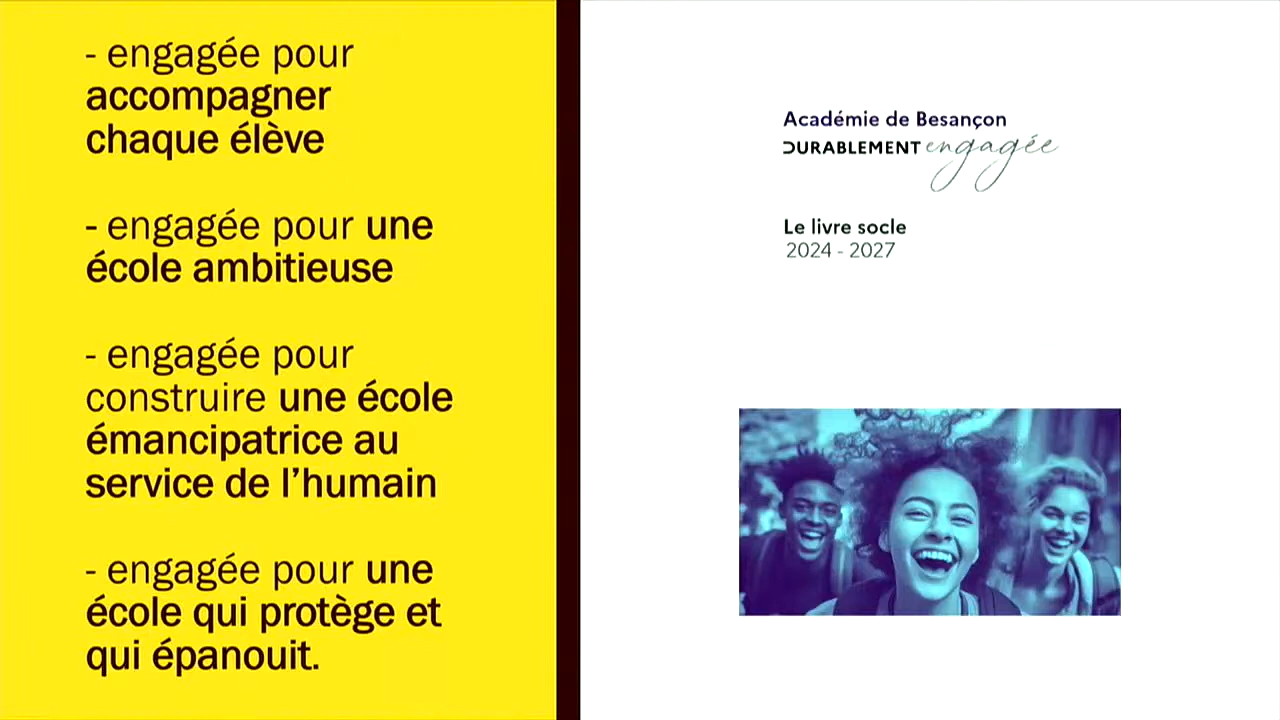 - engagée pour
accompagner
chaque élève
- engagée pour une
école ambitieuse
- engagée pour
construire une école
émancipatrice au
service de l’humain
- engagée pour une
école qui protège et
qui épanouit.
Académie de Besançon
DURABLEMENT engagée
Le livre socle
2024 - 2027